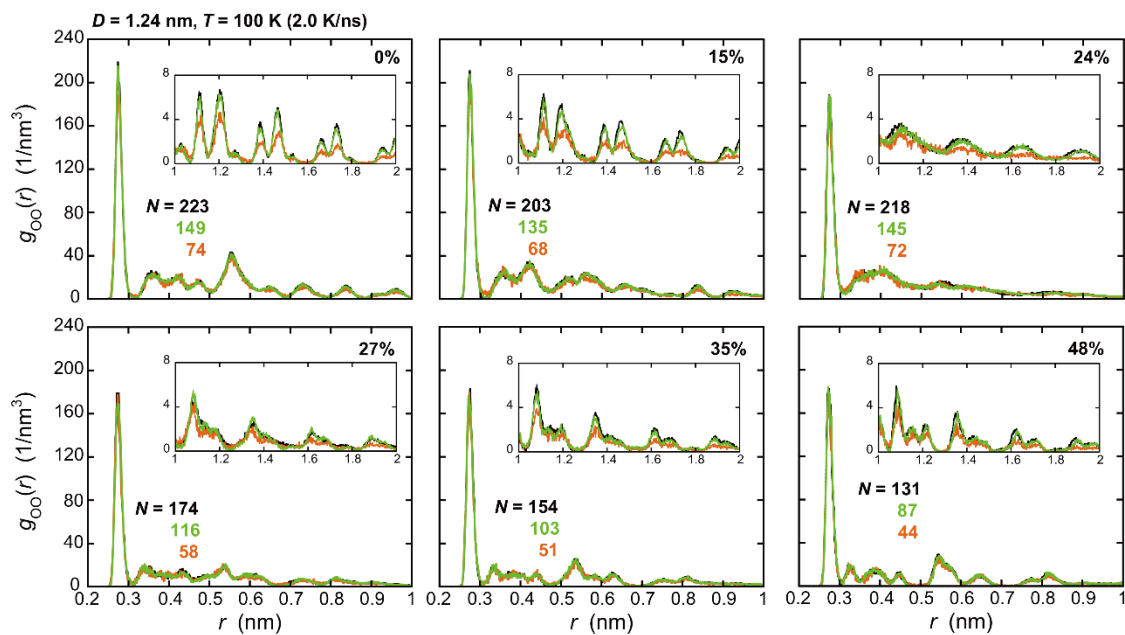 D = 1.24 nm, T = 100 K (2.0 K/ns)
g_OO(r) (1/nm³)
240
200
160
120
80
40
0
0%
8
4
0
1 1.2 1.4 1.6 1.8 2
N = 223
149
74
15%
8
4
0
1 1.2 1.4 1.6 1.8 2
N = 203
135
68
24%
8
4
0
1 1.2 1.4 1.6 1.8 2
N = 218
145
72
g_OO(r) (1/nm³)
240
200
160
120
80
40
0
27%
8
4
0
1 1.2 1.4 1.6 1.8 2
N = 174
116
58
0.2 0.3 0.4 0.5 0.6 0.7 0.8 0.9 1
r (nm)
35%
8
4
0
1 1.2 1.4 1.6 1.8 2
N = 154
103
51
0.2 0.3 0.4 0.5 0.6 0.7 0.8 0.9 1
r (nm)
48%
8
4
0
1 1.2 1.4 1.6 1.8 2
N = 131
87
44
0.2 0.3 0.4 0.5 0.6 0.7 0.8 0.9 1
r (nm)